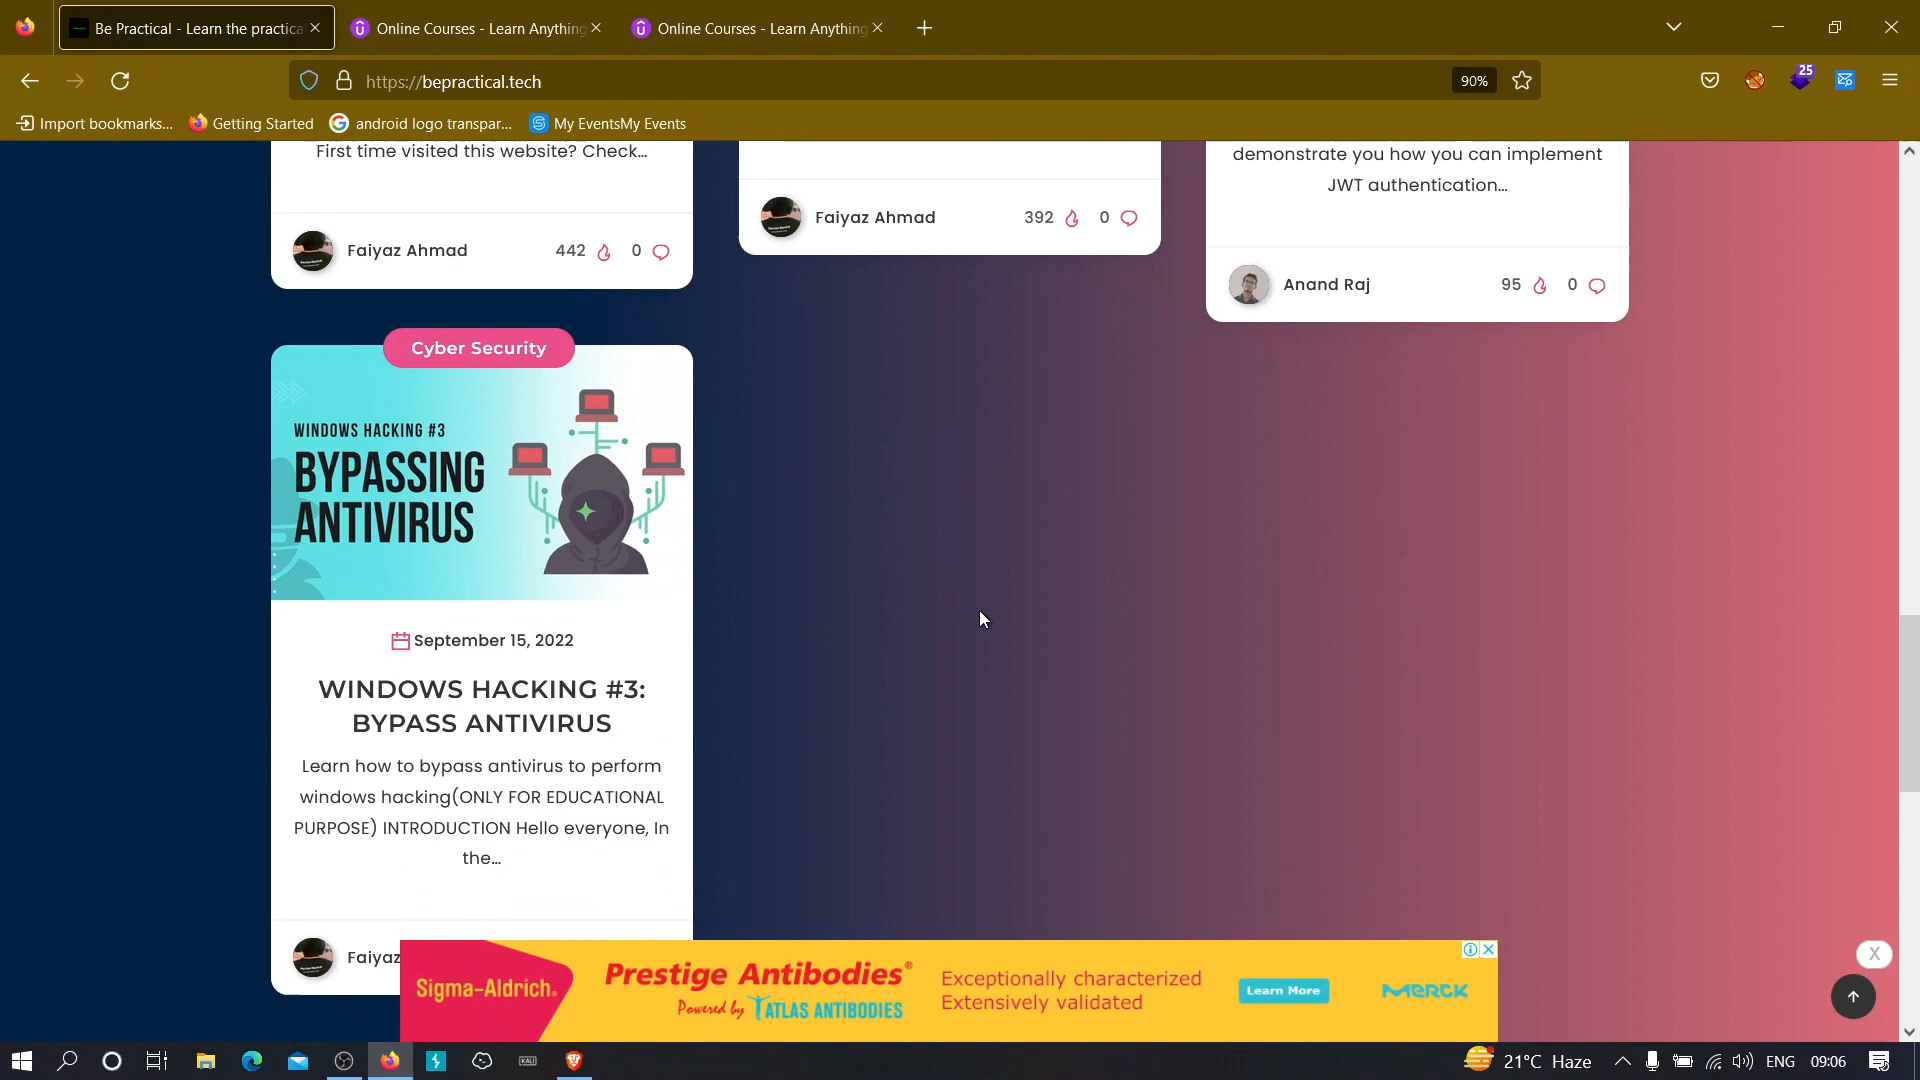 Be Practical - Learn the practica
Online Courses - Learn Anything
Online Courses - Learn Anything
https://bepractical.tech
90%
25
Import bookmarks...
Getting Started
android logo transpar...
My EventsMy Events
First time visited this website? Check...
Faiyaz Ahmad
442
0
Faiyaz Ahmad
392
0
demonstrate you how you can implement
JWT authentication...
Anand Raj
95
0
Cyber Security
WINDOWS HACKING #3
BYPASSING
ANTIVIRUS
September 15, 2022
WINDOWS HACKING #3:
BYPASS ANTIVIRUS
Learn how to bypass antivirus to perform
windows hacking(ONLY FOR EDUCATIONAL
PURPOSE) INTRODUCTION Hello everyone, In
the...
Faiyaz
Sigma-Aldrich.
Prestige Antibodies®
Powered by ATLAS ANTIBODIES
Exceptionally characterized
Extensively validated
Learn More
MERCK
X
KALI
21°C Haze
ENG
09:06